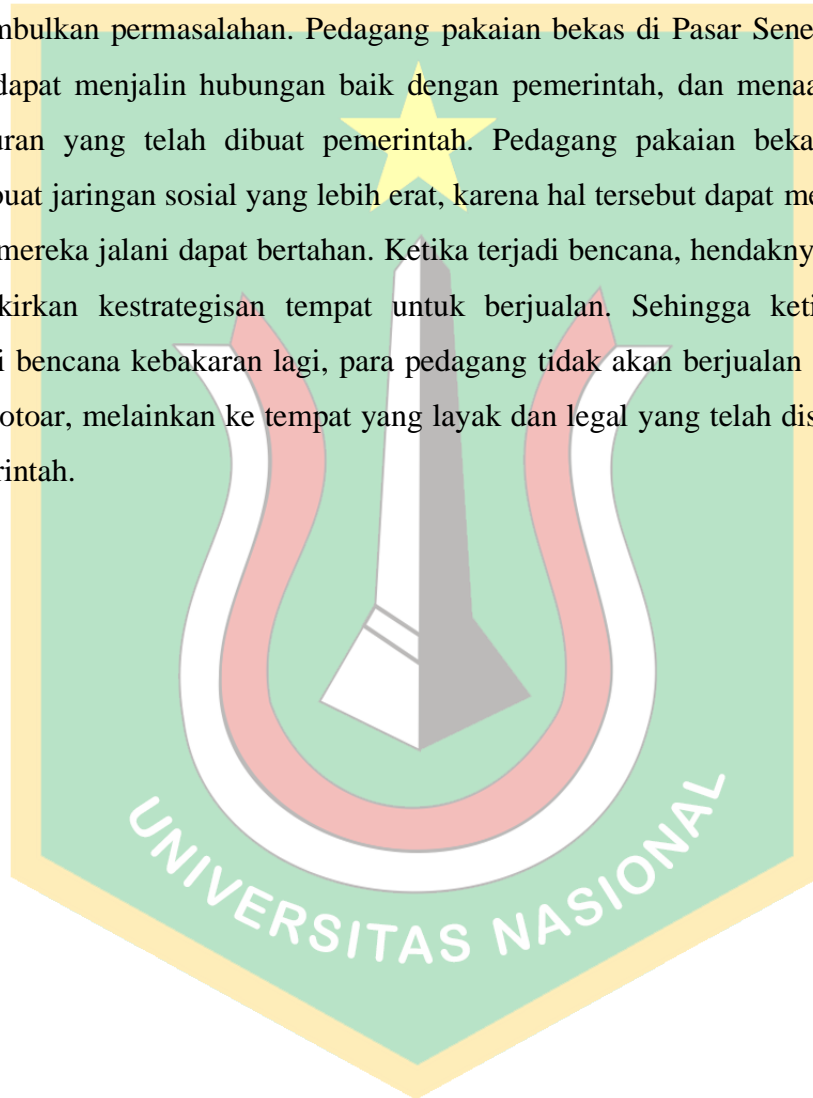 mbulkan permasalahan. Pedagang pakaian bekas di Pasar Sene
dapat menjalin hubungan baik dengan pemerintah, dan menaa
uran yang telah dibuat pemerintah. Pedagang pakaian beka
buat jaringan sosial yang lebih erat, karena hal tersebut dapat me
mereka jalani dapat bertahan. Ketika terjadi bencana, hendakny
kirkan kestrategisan tempat untuk berjualan. Sehingga keti
i bencana kebakaran lagi, para pedagang tidak akan berjualan
otoar, melainkan ke tempat yang layak dan legal yang telah dis
rintah.
UNIVERSITAS NASIONAL